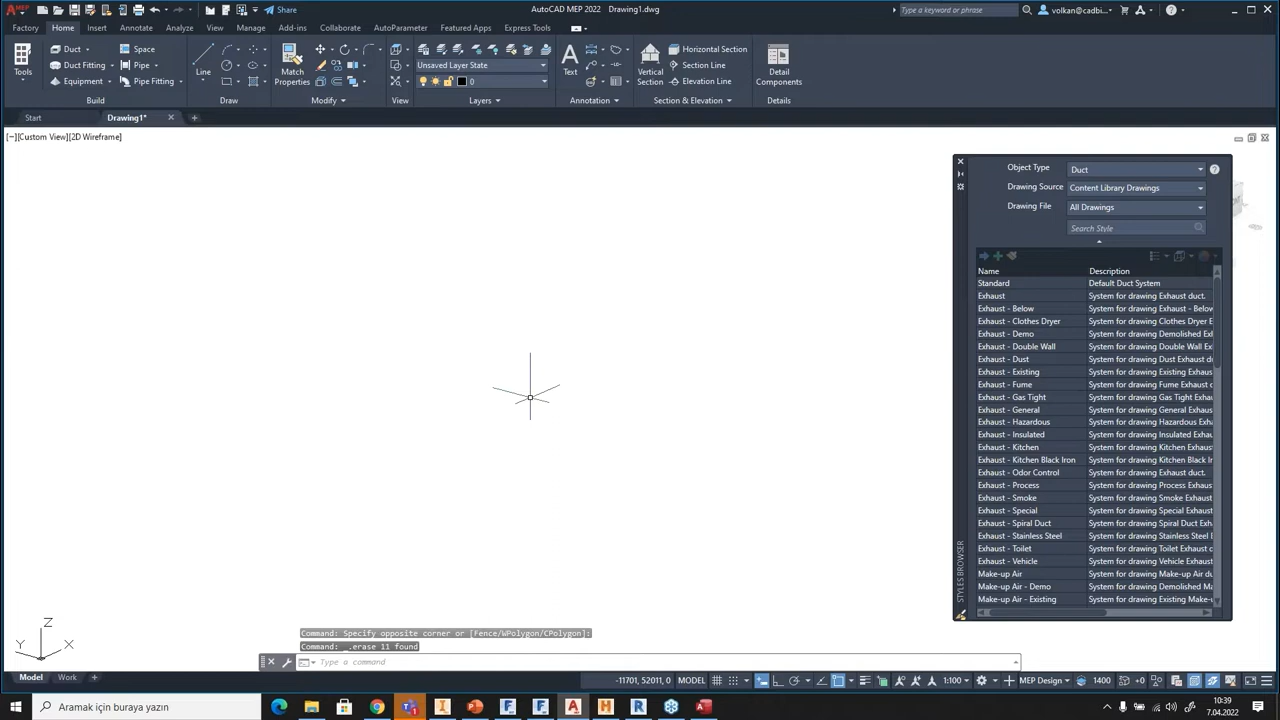 MEP
Share
AutoCAD MEP 2022 Drawing1.dwg
Type a keyword or phrase
volkan@cadbi...
Factory Home Insert Annotate Analyze View Manage Add-ins Collaborate AutoParameter Featured Apps Express Tools
Tools
Duct
Space
Duct Fitting
Pipe
Equipment
Pipe Fitting
Build
Line
Draw
Match Properties
Modify
View
Unsaved Layer State
0
Layers
Text
Annotation
Vertical Section
Horizontal Section
Section Line
Elevation Line
Section & Elevation
Detail Components
Details
Start
Drawing1*
[−][Custom View][2D Wireframe]
Object Type Duct
Drawing Source Content Library Drawings
Drawing File All Drawings
Search Style
Name Description
Standard Default Duct System
Exhaust System for drawing Exhaust duct.
Exhaust - Below System for drawing Exhaust - Below
Exhaust - Clothes Dryer System for drawing Clothes Dryer E
Exhaust - Demo System for drawing Demolished Exh
Exhaust - Double Wall System for drawing Double Wall Ex
Exhaust - Dust System for drawing Dust Exhaust du
Exhaust - Existing System for drawing Existing Exhaus
Exhaust - Fume System for drawing Fume Exhaust d
Exhaust - Gas Tight System for drawing Gas Tight Exhau
Exhaust - General System for drawing General Exhaus
Exhaust - Hazardous System for drawing Hazardous Exha
Exhaust - Insulated System for drawing Insulated Exhau
Exhaust - Kitchen System for drawing Kitchen Exhaust
Exhaust - Kitchen Black Iron System for drawing Kitchen Black Ir
Exhaust - Odor Control System for drawing Exhaust duct.
Exhaust - Process System for drawing Process Exhaus
Exhaust - Smoke System for drawing Smoke Exhaust
Exhaust - Special System for drawing Special Exhaust
Exhaust - Spiral Duct System for drawing Spiral Duct Exh
Exhaust - Stainless Steel System for drawing Stainless Steel E
Exhaust - Toilet System for drawing Toilet Exhaust d
Exhaust - Vehicle System for drawing Vehicle Exhaust
Make-up Air System for drawing Make-up Air du
Make-up Air - Demo System for drawing Demolished Ma
Make-up Air - Existing System for drawing Existing Make-u
STYLES BROWSER
Z
Y X
Command: Specify opposite corner or [Fence/WPolygon/CPolygon]:
Command: _.erase 11 found
Type a command
Model Work
-11701, 52011, 0 MODEL 1:100 MEP Design 1400 +0
Aramak için buraya yazın
10:39
7.04.2022